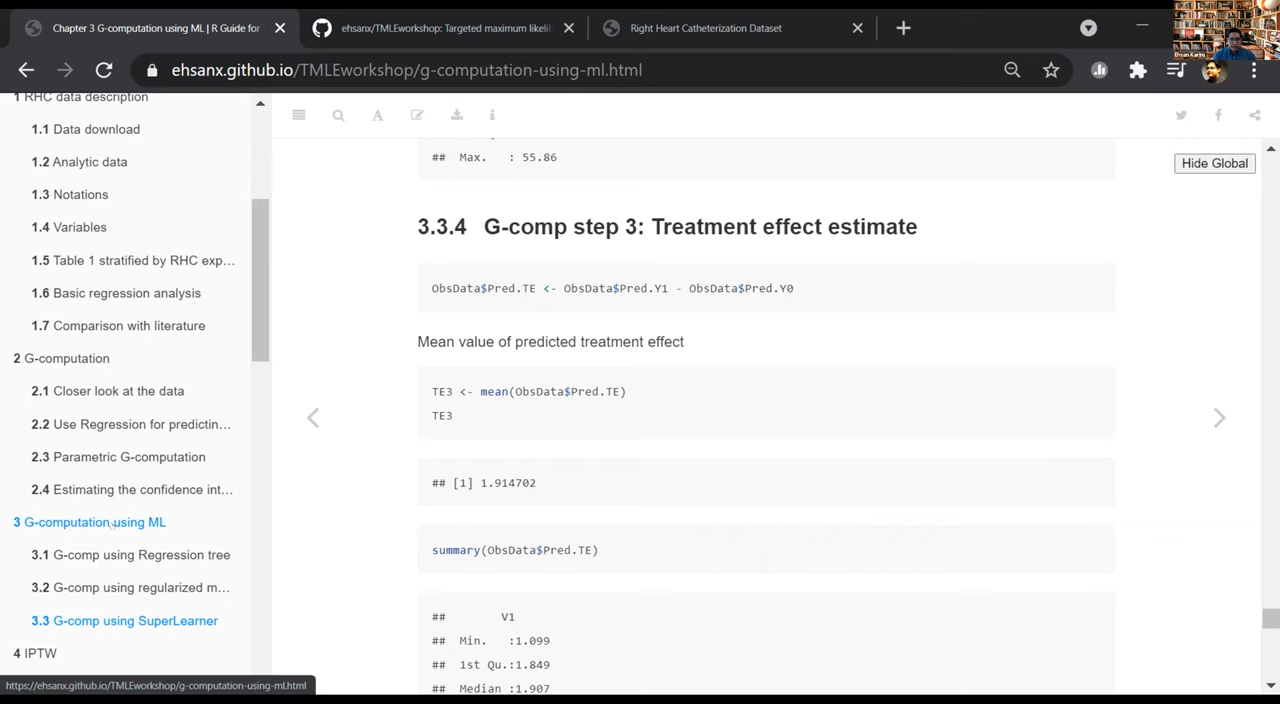 Chapter 3 G-computation using ML | R Guide for
ehsanx/TMLEworkshop: Targeted maximum likelih
Right Heart Catheterization Dataset
Ehsan Karim
ehsanx.github.io/TMLEworkshop/g-computation-using-ml.html
1 RHC data description
1.1 Data download
1.2 Analytic data
1.3 Notations
1.4 Variables
1.5 Table 1 stratified by RHC exp…
1.6 Basic regression analysis
1.7 Comparison with literature
2 G-computation
2.1 Closer look at the data
2.2 Use Regression for predictin…
2.3 Parametric G-computation
2.4 Estimating the confidence int…
3 G-computation using ML
3.1 G-comp using Regression tree
3.2 G-comp using regularized m…
3.3 G-comp using SuperLearner
4 IPTW
https://ehsanx.github.io/TMLEworkshop/g-computation-using-ml.html
## Max. : 55.86
Hide Global
3.3.4 G-comp step 3: Treatment effect estimate
ObsData$Pred.TE <- ObsData$Pred.Y1 - ObsData$Pred.Y0
Mean value of predicted treatment effect
TE3 <- mean(ObsData$Pred.TE)
TE3
## [1] 1.914702
summary(ObsData$Pred.TE)
## V1
## Min. :1.099
## 1st Qu.:1.849
## Median :1.907